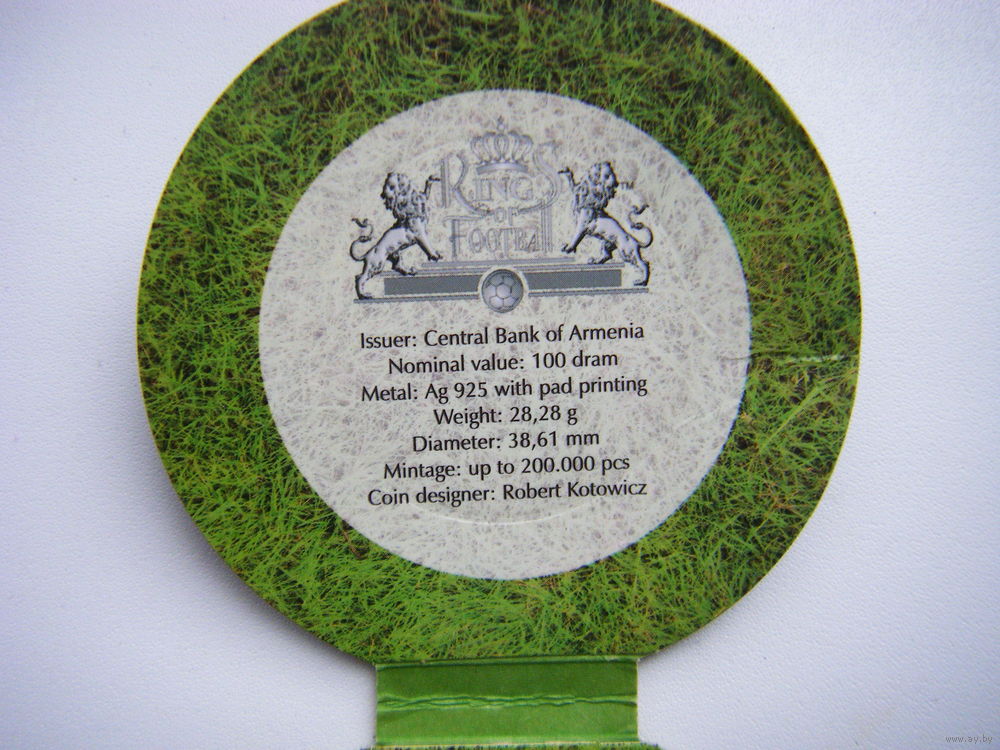 KINGS
OF
FOOTBALL
Issuer: Central Bank of Armenia
Nominal value: 100 dram
Metal: Ag 925 with pad printing
Weight: 28,28 g
Diameter: 38,61 mm
Mintage: up to 200.000 pcs
Coin designer: Robert Kotowicz
www.ay.by